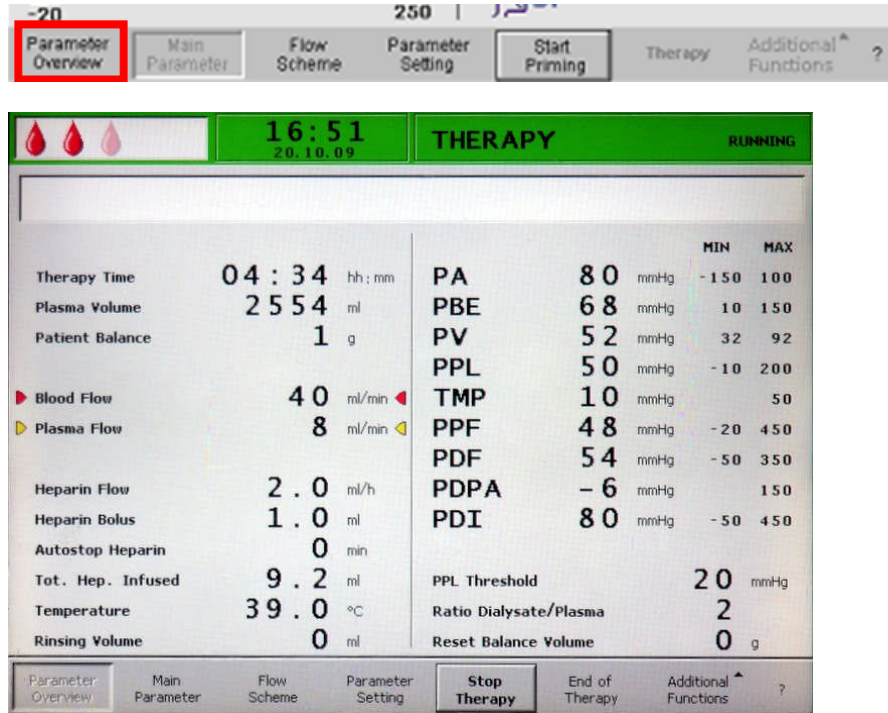 -20 250
Parameter Overview Main Parameter Flow Scheme Parameter Setting Start Priming Therapy Additional Functions ?
16:51
20.10.09
THERAPY RUNNING
MIN MAX
Therapy Time 04:34 hh:mm PA 80 mmHg -150 100
Plasma Volume 2554 ml PBE 68 mmHg 10 150
Patient Balance 1 g PV 52 mmHg 32 92
PPL 50 mmHg -10 200
Blood Flow 40 ml/min TMP 10 mmHg 50
Plasma Flow 8 ml/min PPF 48 mmHg -20 450
PDF 54 mmHg -50 350
Heparin Flow 2.0 ml/h PDPA -6 mmHg 150
Heparin Bolus 1.0 ml PDI 80 mmHg -50 450
Autostop Heparin 0 min
Tot. Hep. Infused 9.2 ml PPL Threshold 20 mmHg
Temperature 39.0 °C Ratio Dialysate/Plasma 2
Rinsing Volume 0 ml Reset Balance Volume 0 g
Parameter Overview Main Parameter Flow Scheme Parameter Setting Stop Therapy End of Therapy Additional Functions ?